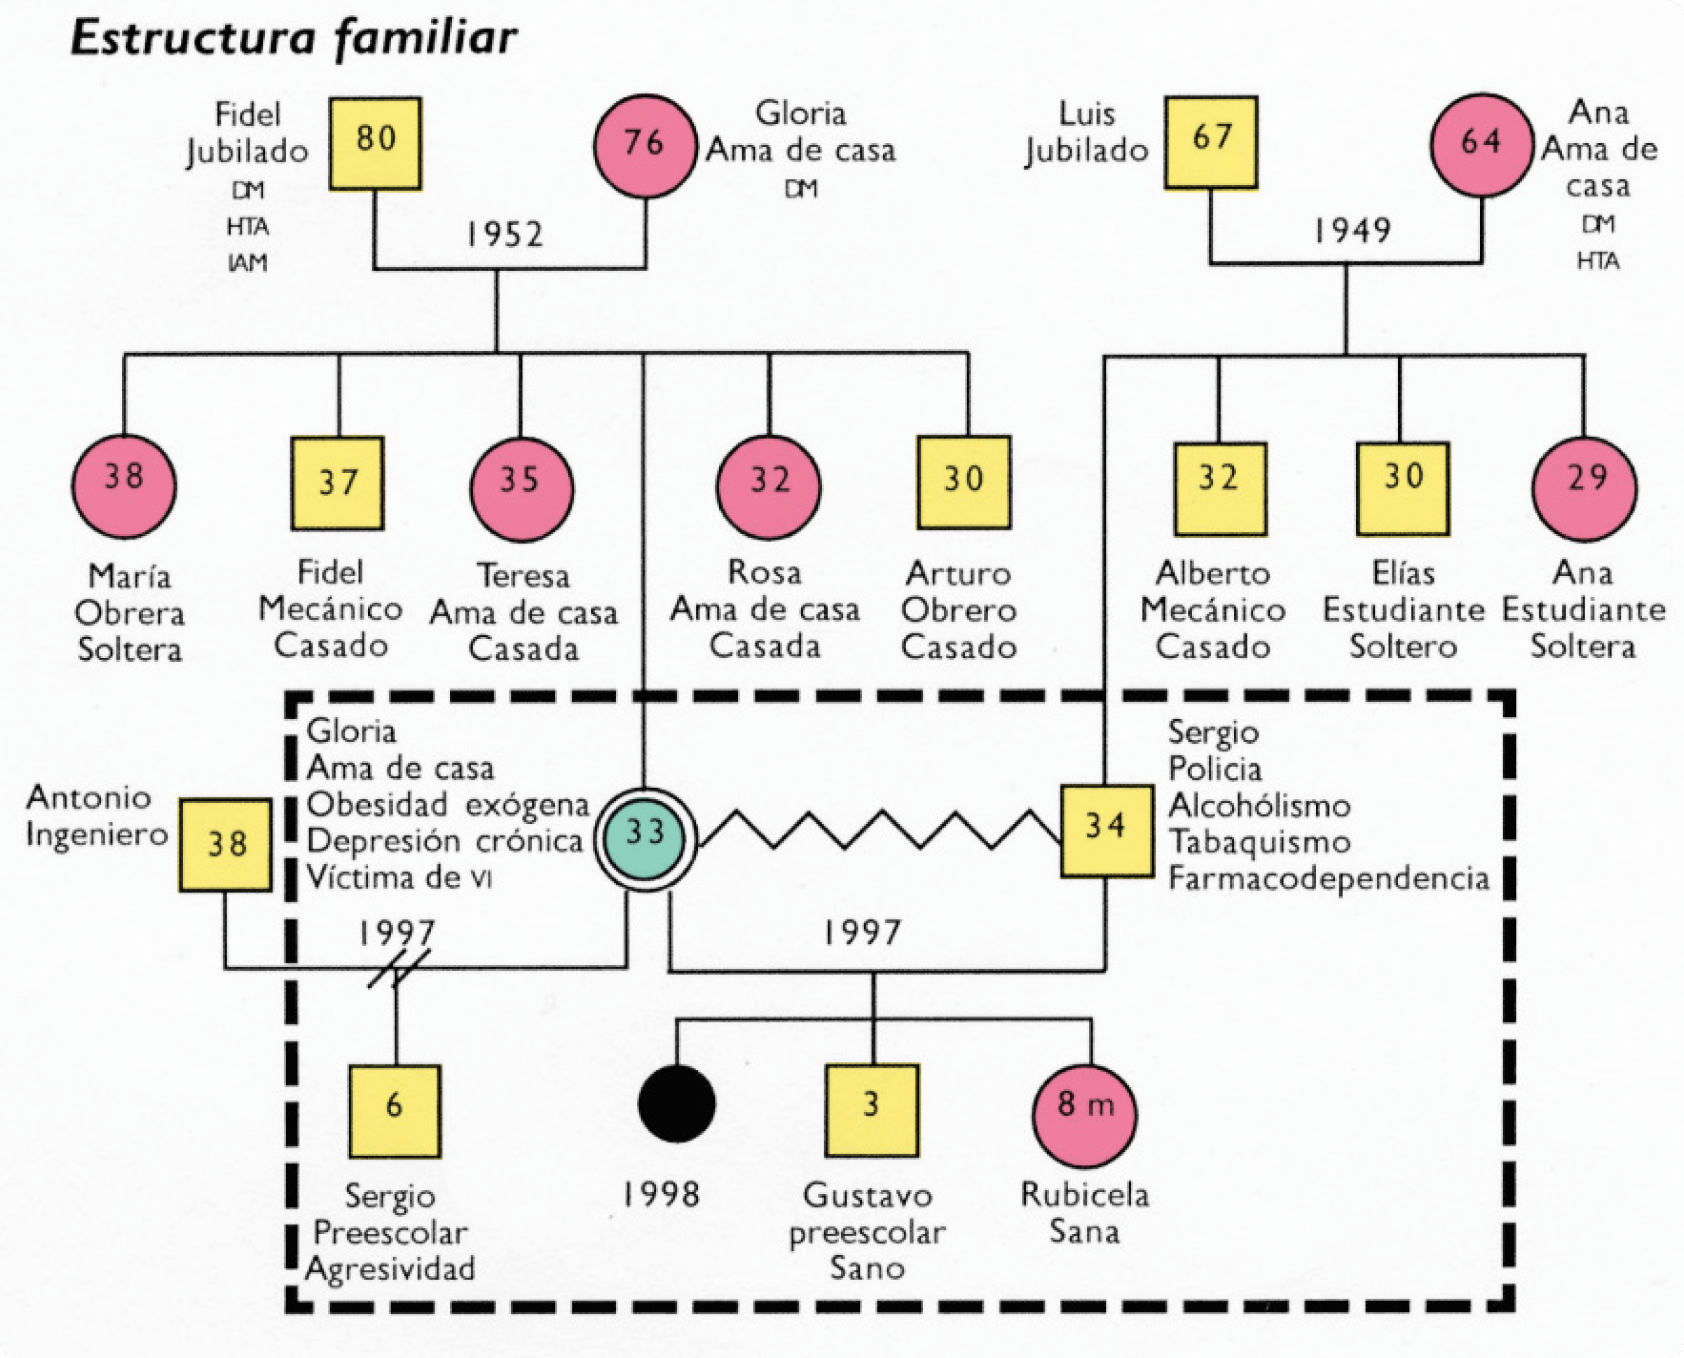 Estructura familiar
Fidel
Jubilado
DM
HTA
IAM
80
76
Gloria
Ama de casa
DM
1952
Luis
Jubilado
67
64
Ana
Ama de
casa
DM
HTA
1949
38
María
Obrera
Soltera
37
Fidel
Mecánico
Casado
35
Teresa
Ama de casa
Casada
32
Rosa
Ama de casa
Casada
30
Arturo
Obrero
Casado
32
Alberto
Mecánico
Casado
30
Elías
Estudiante
Soltero
29
Ana
Estudiante
Soltera
Antonio
Ingeniero
38
Gloria
Ama de casa
Obesidad exógena
Depresión crónica
Víctima de VI
33
34
Sergio
Policia
Alcohólismo
Tabaquismo
Farmacodependencia
1997
1997
6
Sergio
Preescolar
Agresividad
1998
3
Gustavo
preescolar
Sano
8 m
Rubicela
Sana